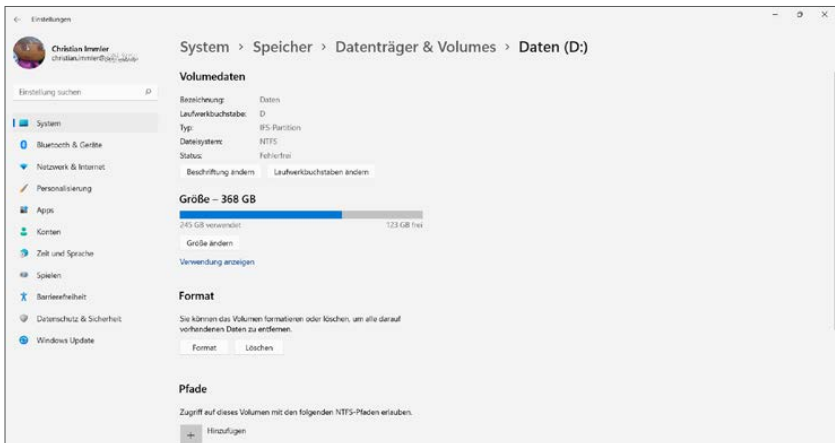 Einstellungen
Christian Immler
christian.immler@
System > Speicher > Datenträger & Volumes > Daten (D:)
Einstellung suchen
System
Bluetooth & Geräte
Netzwerk & Internet
Personalisierung
Apps
Konten
Zeit und Sprache
Spielen
Barrierefreiheit
Datenschutz & Sicherheit
Windows Update
Volumedaten
Bezeichnung: Daten
Laufwerkbuchstabe: D
Typ: IFS-Partition
Dateisystem: NTFS
Status: Fehlerfrei
Beschriftung ändern Laufwerkbuchstaben ändern
Größe – 368 GB
245 GB verwendet 123 GB frei
Größe ändern
Verwendung anzeigen
Format
Sie können das Volumen formatieren oder löschen, um alle darauf
vorhandenen Daten zu entfernen.
Format Löschen
Pfade
Zugriff auf dieses Volumen mit den folgenden NTFS-Pfaden erlauben.
Hinzufügen